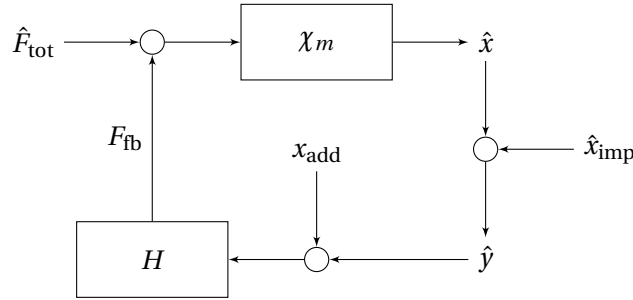 F̂_tot
χ_m
x̂
F_fb
x_add
x̂_imp
H
ŷ